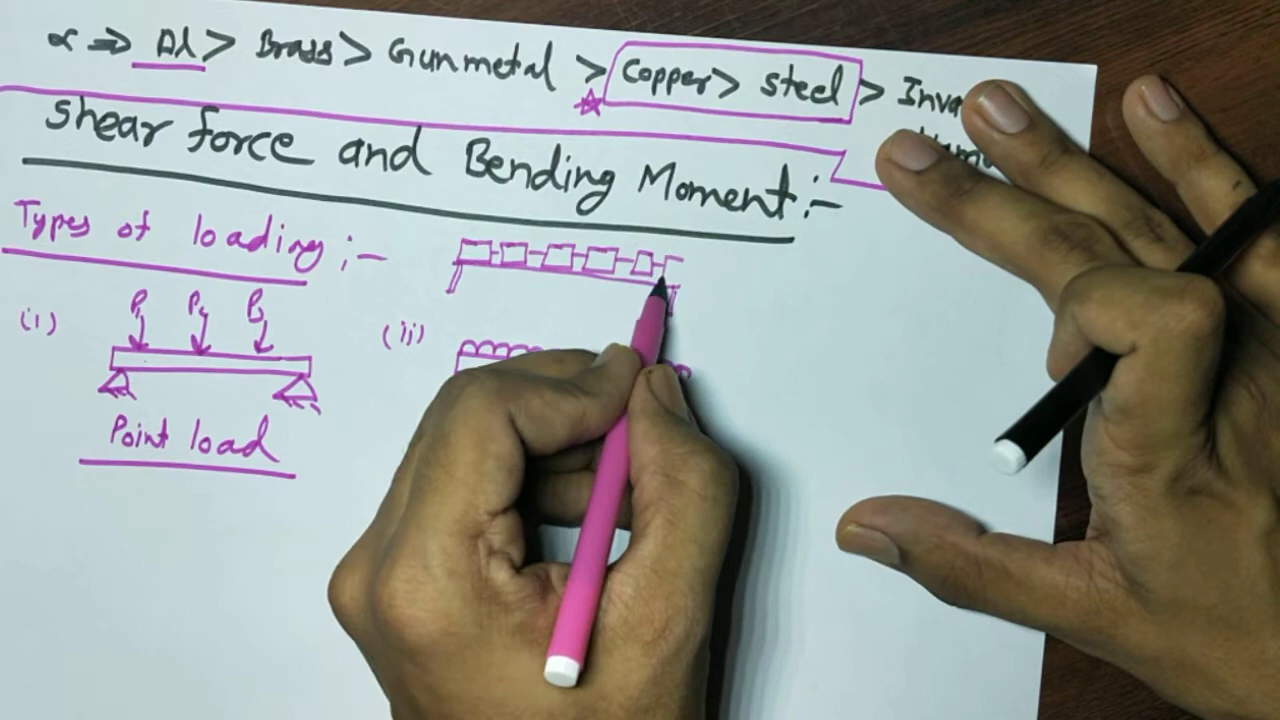 α ⇒ Al > Brass > Gunmetal > Copper > Steel > Inva
Shear force and Bending Moment :-
Types of loading :-
(i) P₁ P₂ P₃
(ii)
Point load